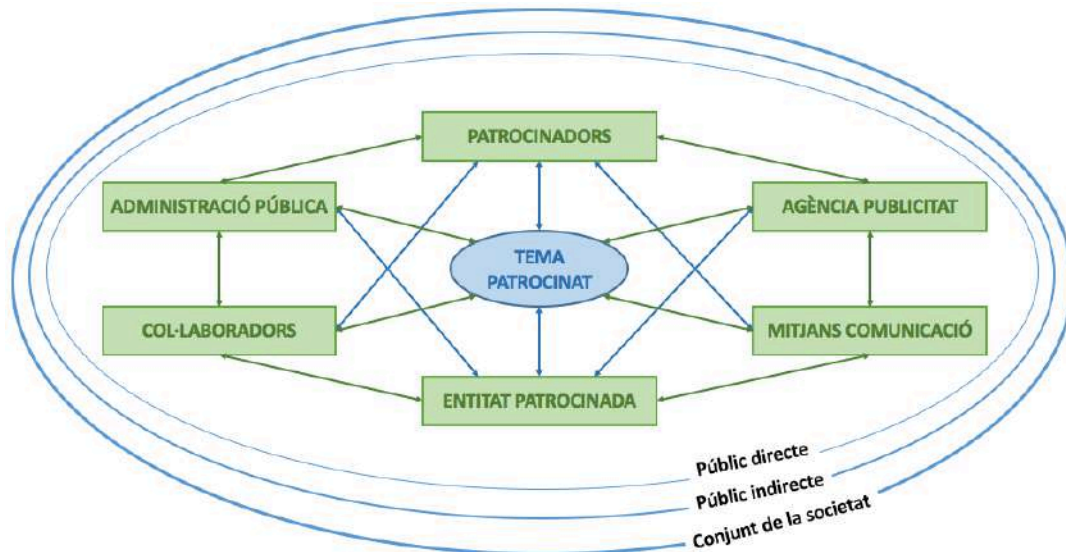 PATROCINADORS
ADMINISTRACIÓ PÚBLICA
AGÈNCIA PUBLICITAT
TEMA
PATROCINAT
COL·LABORADORS
MITJANS COMUNICACIÓ
ENTITAT PATROCINADA
Públic directe
Públic indirecte
Conjunt de la societat